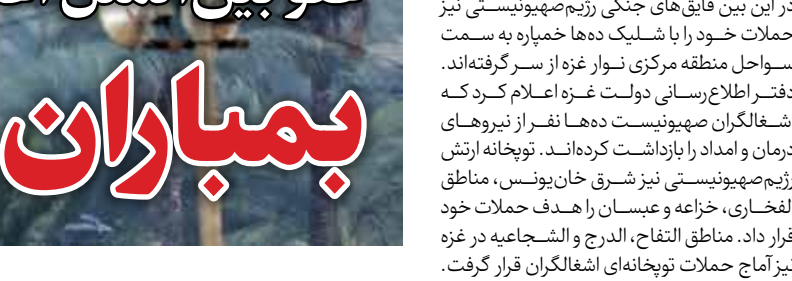 در این بین قایق‌های جنگی رژیم صهیونیستی نیز
حملات خود را با شلیک ده‌ها خمپاره به سمت
سواحل منطقه مرکزی نوار غزه از سر گرفته‌اند.
دفتر اطلاع‌رسانی دولت غزه اعلام کرد که
اشغالگران صهیونیست ده‌ها نفر از نیروهای
درمان و امداد را بازداشت کرده‌اند. توپخانه ارتش
رژیم صهیونیستی نیز شرق خان‌یونس، مناطق
الفخاری، خزاعه و عبسان را هدف حملات خود
قرار داد. مناطق التفاح، الدرج و الشجاعیه در غزه
نیز آماج حملات توپخانه‌ای اشغالگران قرار گرفت.
بمباران